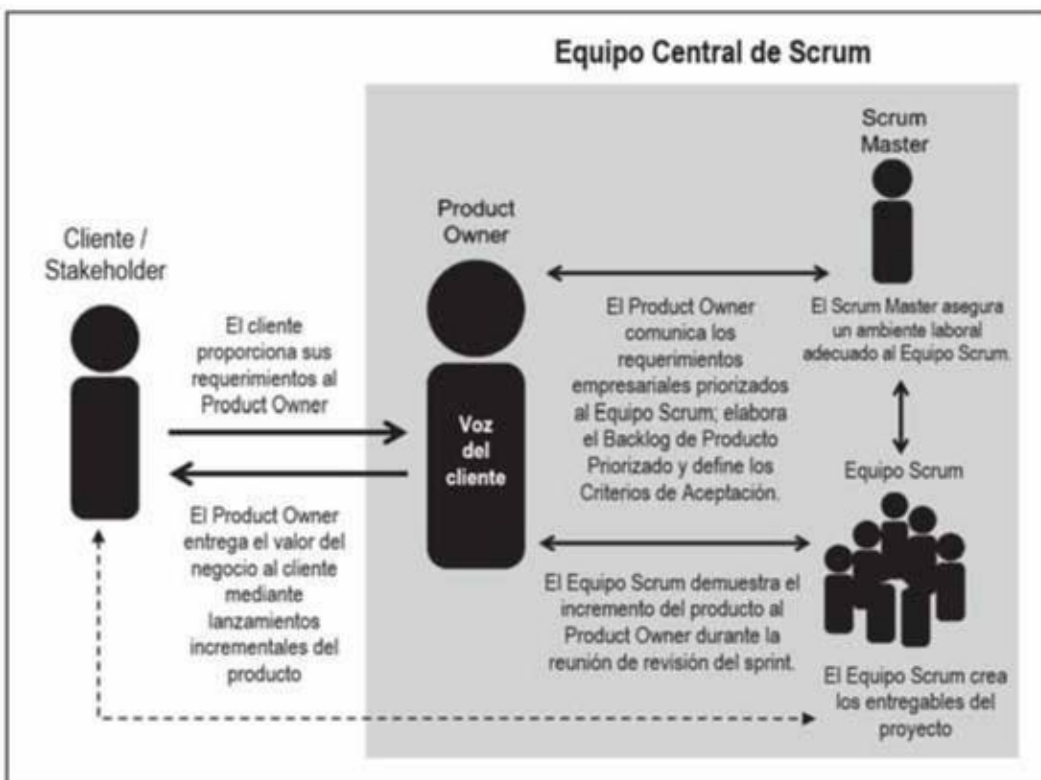 Equipo Central de Scrum
Scrum
Master
Product
Owner
Cliente /
Stakeholder
El cliente
proporciona sus
requerimientos al
Product Owner
Voz
del
cliente
El Product Owner
comunica los
requerimientos
empresariales priorizados
al Equipo Scrum; elabora
el Backlog de Producto
Priorizado y define los
Criterios de Aceptación.
El Scrum Master asegura
un ambiente laboral
adecuado al Equipo Scrum.
Equipo Scrum
El Product Owner
entrega el valor del
negocio al cliente
mediante
lanzamientos
incrementales del
producto
El Equipo Scrum demuestra el
incremento del producto al
Product Owner durante la
reunión de revisión del sprint.
El Equipo Scrum crea
los entregables del
proyecto